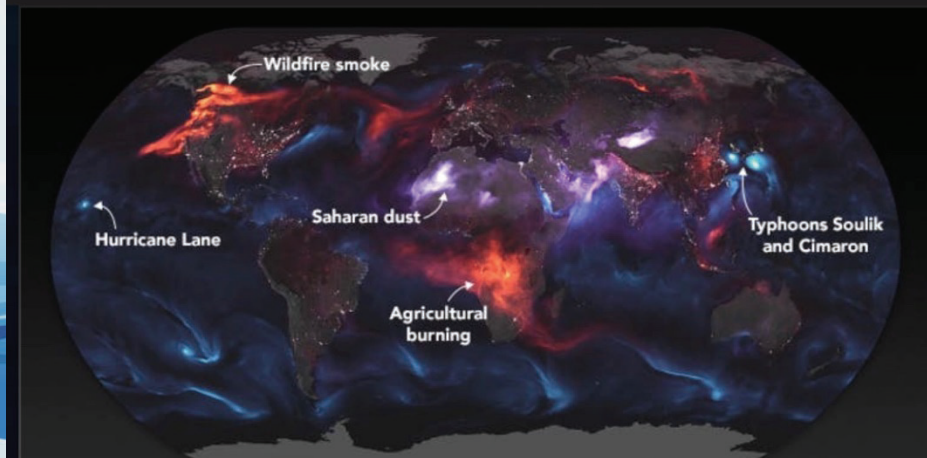 Wildfire smoke
Saharan dust
Hurricane Lane
Typhoons Soulik
and Cimaron
Agricultural
burning